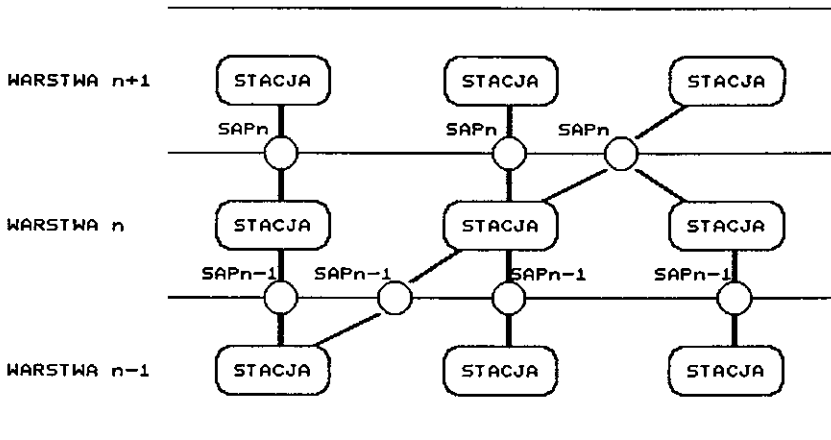 WARSTWA n+1 STACJA STACJA STACJA
SAPn SAPn SAPn
WARSTWA n STACJA STACJA STACJA
SAPn-1 SAPn-1 SAPn-1 SAPn-1
WARSTWA n-1 STACJA STACJA STACJA